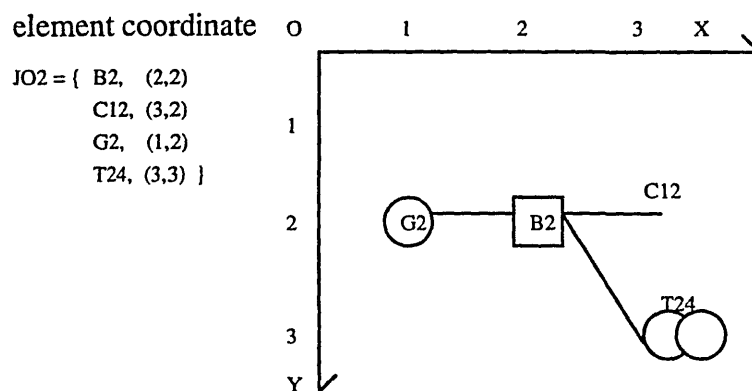 element coordinate
JO2 = { B2, (2,2)
C12, (3,2)
G2, (1,2)
T24, (3,3) }
O 1 2 3 X
1
C12
2 G2 B2
T24
3
Y